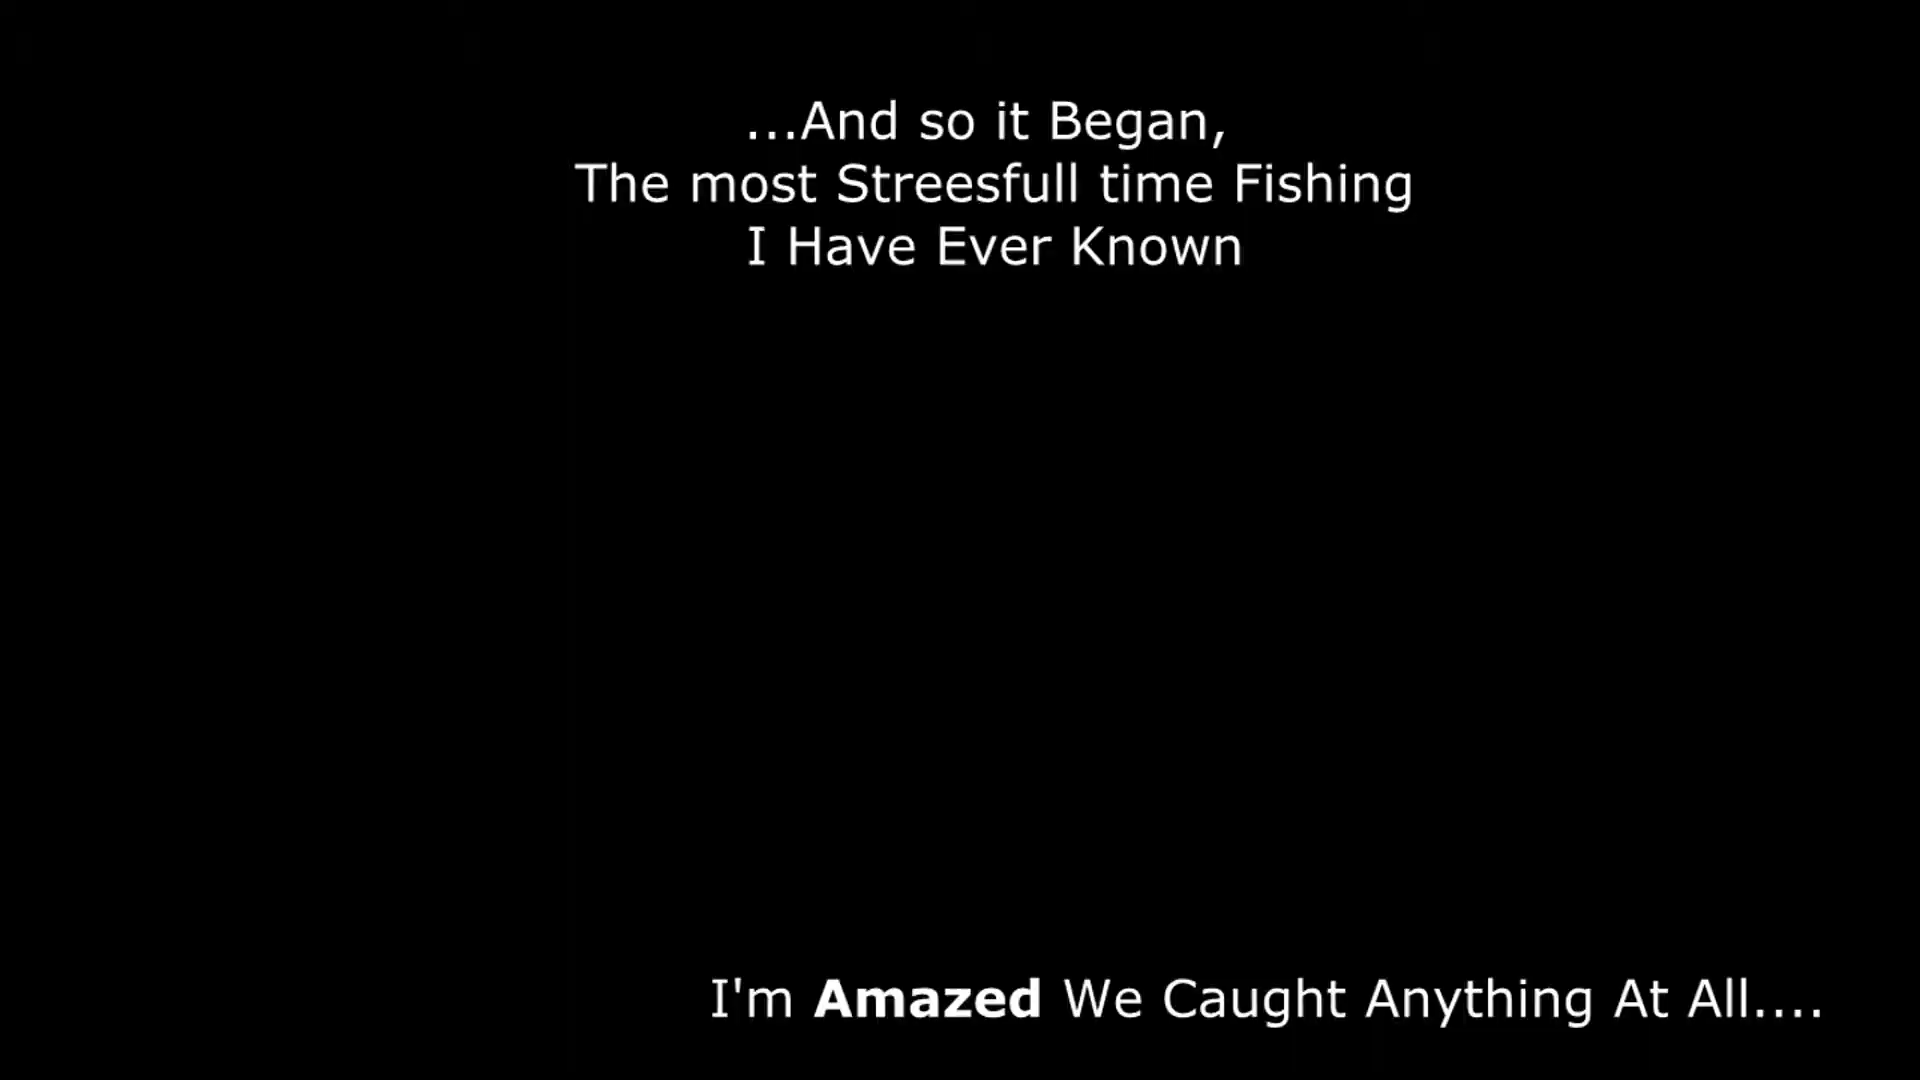 ...And so it Began,
The most Streesfull time Fishing
I Have Ever Known
I'm Amazed We Caught Anything At All....